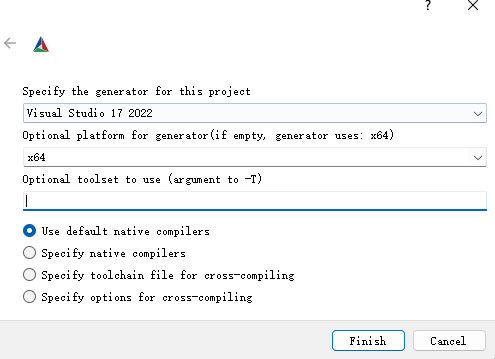 ?
Specify the generator for this project
Visual Studio 17 2022
Optional platform for generator(if empty, generator uses: x64)
x64
Optional toolset to use (argument to -T)
Use default native compilers
Specify native compilers
Specify toolchain file for cross-compiling
Specify options for cross-compiling
Finish
Cancel